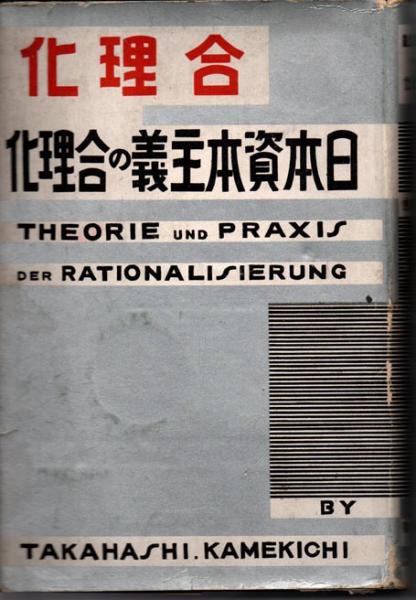 合理化
日本資本主義の合理化
THEORIE UND PRAXIS
DER RATIONALISIERUNG
BY
TAKAHASHI. KAMEKICHI